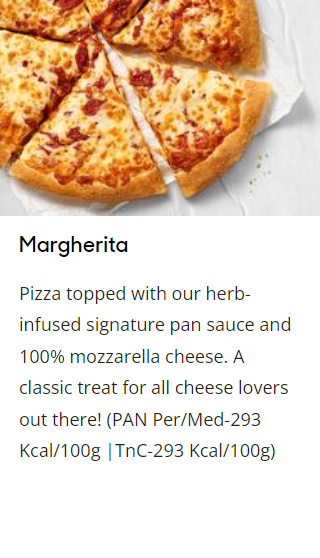 Margherita
Pizza topped with our herb-
infused signature pan sauce and
100% mozzarella cheese. A
classic treat for all cheese lovers
out there! (PAN Per/Med-293
Kcal/100g |TnC-293 Kcal/100g)